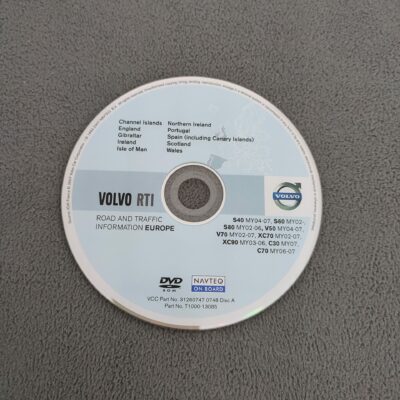 Channel Islands Northern Ireland
England Portugal
Gibraltar Spain (including Canary Islands)
Ireland Scotland
Isle of Man Wales
VOLVO RTI
ROAD AND TRAFFIC
INFORMATION EUROPE
VOLVO
S40 MY04-07, S60 MY02-,
S80 MY02-06, V50 MY04-07,
V70 MY02-07, XC70 MY02-07,
XC90 MY03-06, C30 MY07,
C70 MY06-07
DVD
ROM
NAVTEQ
ON BOARD
VCC Part No. 31260747 0748 Disc A
Part No. T1000-13085